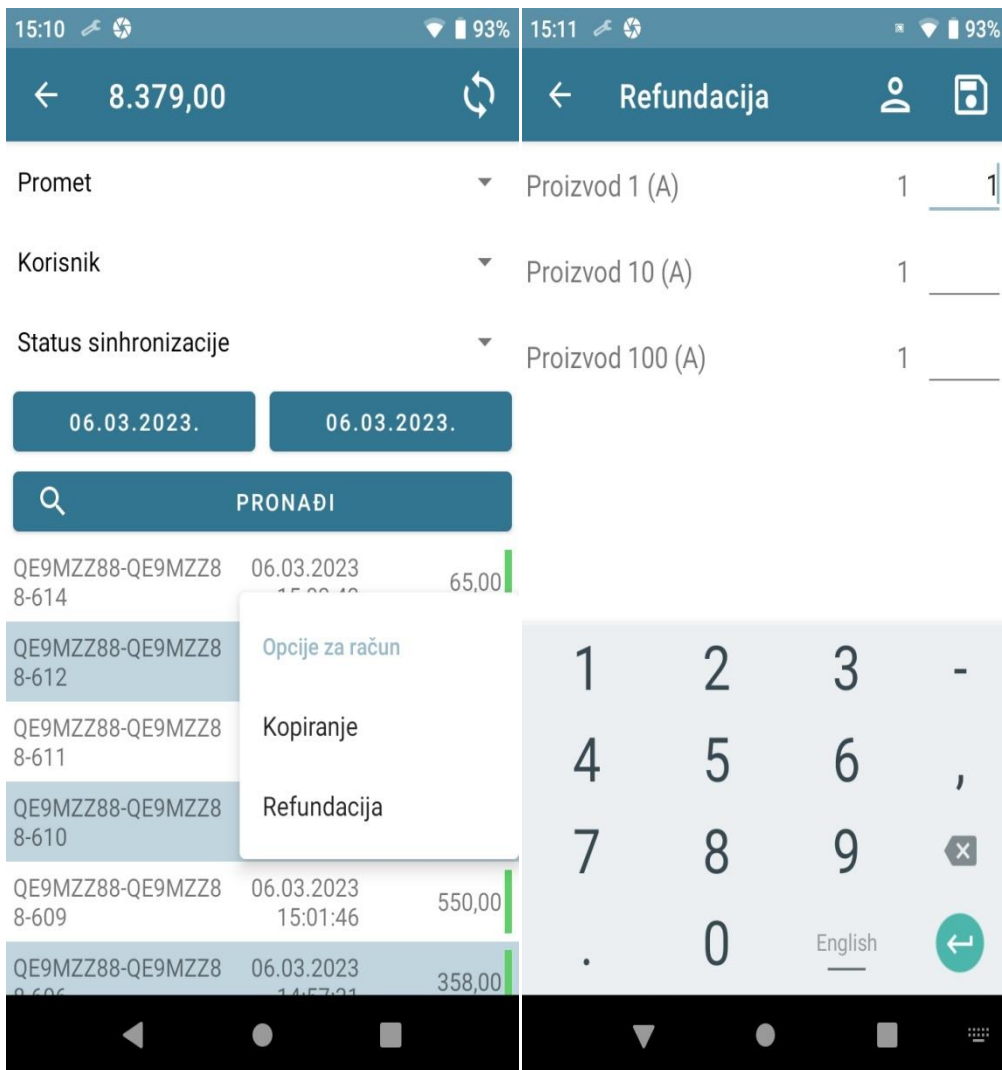 15:10
93%
8.379,00
Promet
Korisnik
Status sinhronizacije
06.03.2023.
06.03.2023.
PRONAĐI
QE9MZZ88-QE9MZZ8
8-614
06.03.2023
65,00
QE9MZZ88-QE9MZZ8
8-612
QE9MZZ88-QE9MZZ8
8-611
QE9MZZ88-QE9MZZ8
8-610
Opcije za račun
Kopiranje
Refundacija
QE9MZZ88-QE9MZZ8
8-609
06.03.2023
15:01:46
550,00
QE9MZZ88-QE9MZZ8
06.03.2023
358,00
15:11
93%
Refundacija
Proizvod 1 (A)
1
1
Proizvod 10 (A)
1
Proizvod 100 (A)
1
1 2 3 -
4 5 6 ,
7 8 9
. 0 English